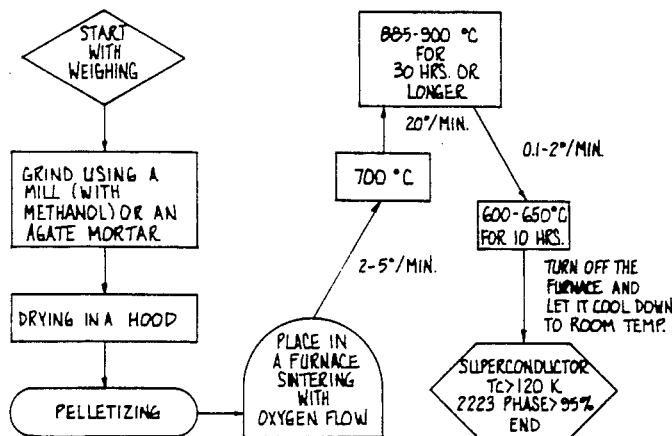 START
WITH
WEIGHING
GRIND USING A
MILL (WITH
METHANOL) OR AN
AGATE MORTAR
DRYING IN A HOOD
PELLETIZING
PLACE IN
A FURNACE
SINTERING
WITH
OXYGEN FLOW
2-5°/MIN.
700 °C
20°/MIN.
885-900 °C
FOR
30 HRS. OR
LONGER
0.1-2°/MIN.
600-650°C
FOR 10 HRS.
TURN OFF THE
FURNACE AND
LET IT COOL DOWN
TO ROOM TEMP.
SUPERCONDUCTOR
TC>120 K
2223 PHASE>95%
END